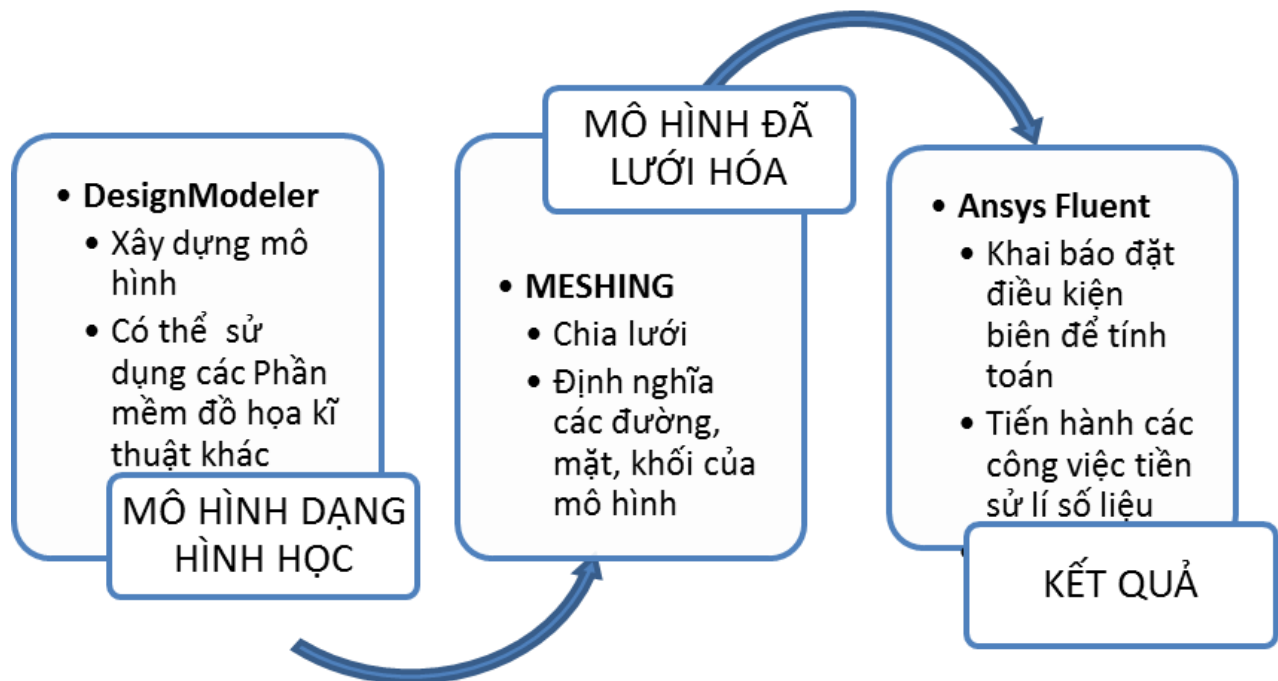 • DesignModeler
• Xây dựng mô
hình
• Có thể sử
dụng các Phần
mềm đồ họa kĩ
thuật khác
MÔ HÌNH DẠNG
HÌNH HỌC
MÔ HÌNH ĐÃ
LƯỚI HÓA
• MESHING
• Chia lưới
• Định nghĩa
các đường,
mặt, khối của
mô hình
• Ansys Fluent
• Khai báo đặt
điều kiện
biên để tính
toán
• Tiến hành các
công việc tiền
sử lí số liệu
KẾT QUẢ